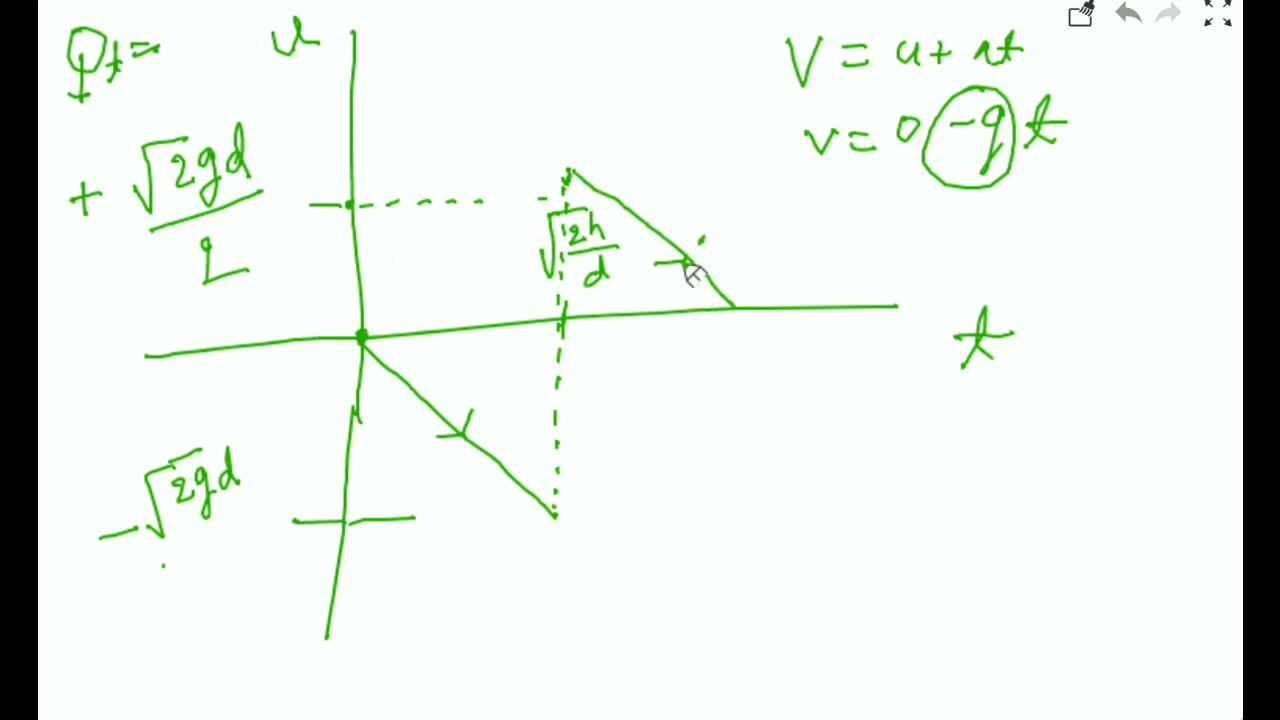 v
V = u + at
v = 0 -g t
+ √2gd / 2
√2h/d
t
- √2gd